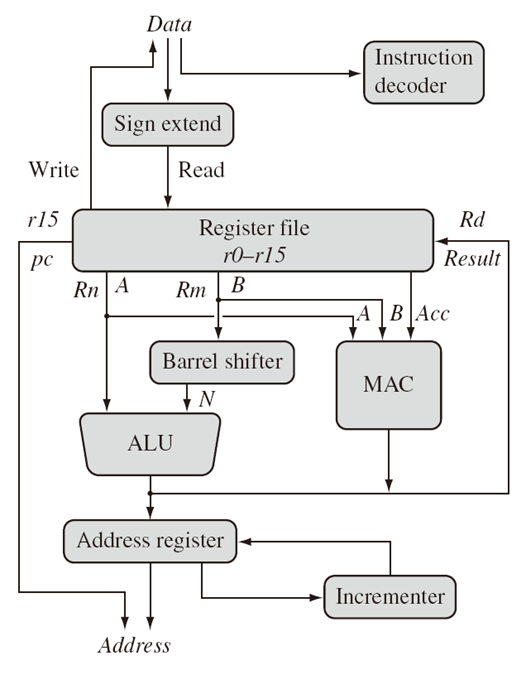 Data
Instruction
decoder
Sign extend
Write
Read
r15
Register file
Rd
pc
r0–r15
Result
Rn
A
Rm
B
A
B
Acc
Barrel shifter
MAC
N
ALU
Address register
Incrementer
Address